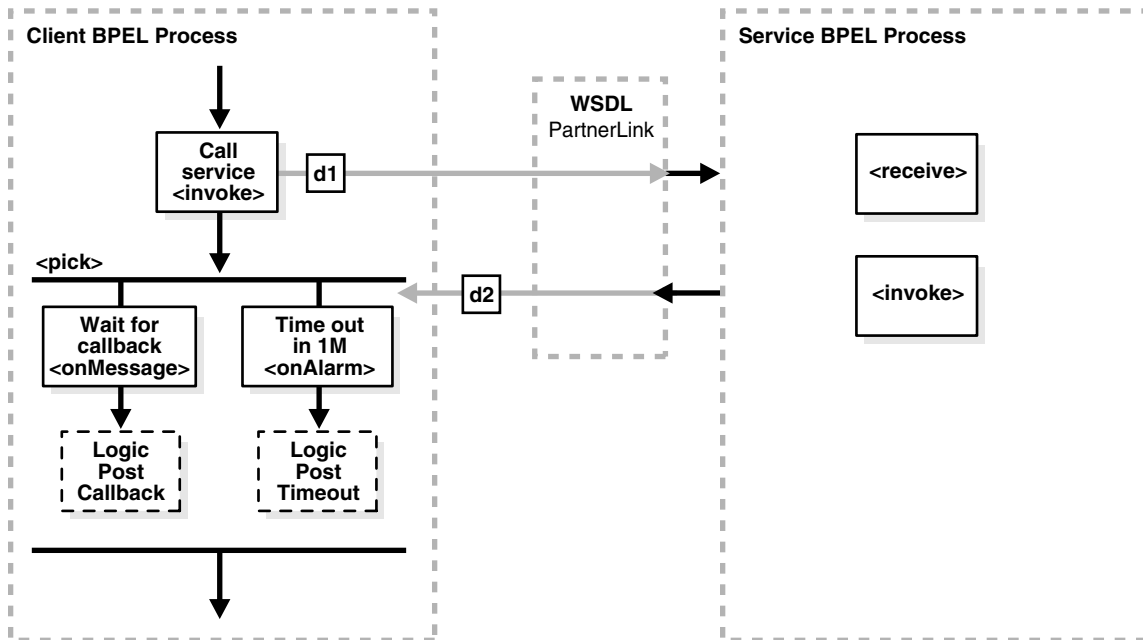 Client BPEL Process
Service BPEL Process
WSDL
PartnerLink
Call
service
<invoke>
d1
<receive>
<pick>
d2
<invoke>
Wait for
callback
<onMessage>
Time out
in 1M
<onAlarm>
Logic
Post
Callback
Logic
Post
Timeout